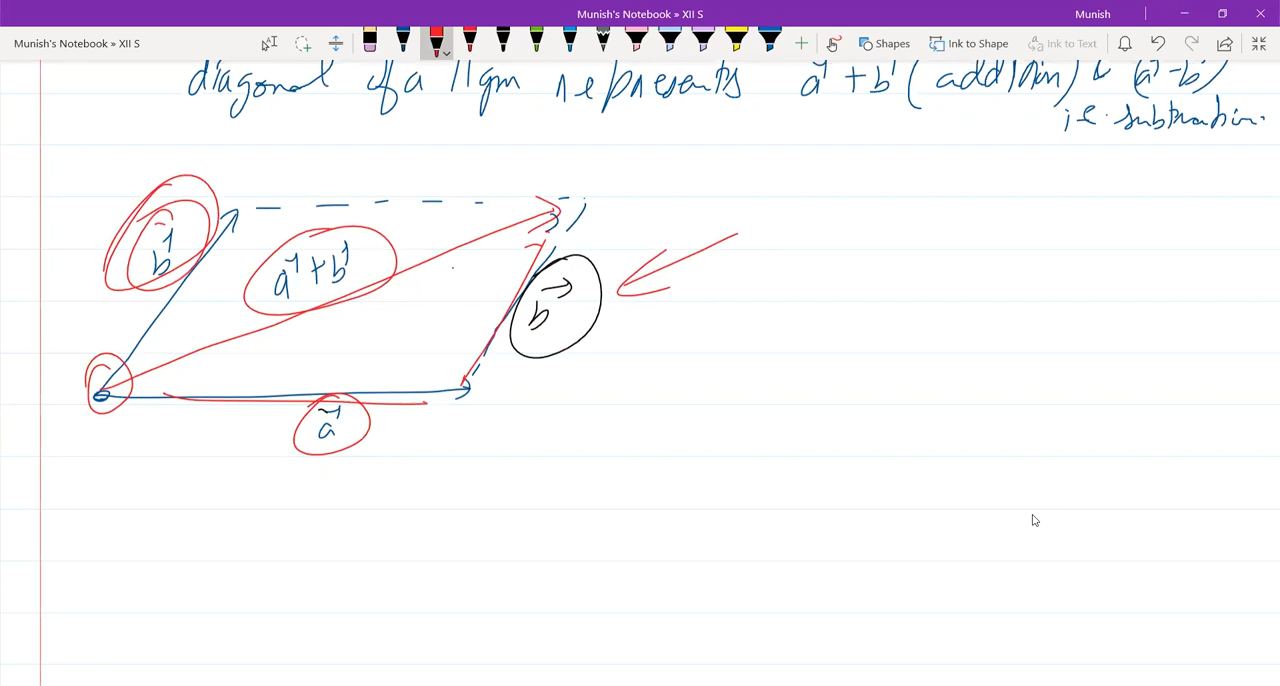 Munish's Notebook » XII S
Munish
Munish's Notebook » XII S
Shapes
Ink to Shape
Ink to Text
diagonal of a ||gm represents a⃗ + b⃗ (addition) & (a⃗ - b⃗)
i.e. subtraction.
b⃗
a⃗ + b⃗
b⃗
a⃗